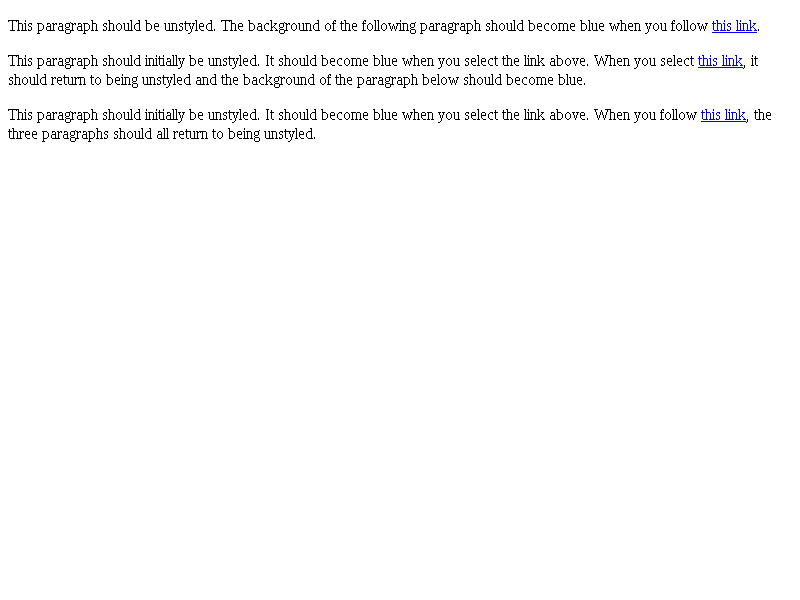 This paragraph should be unstyled. The background of the following paragraph should become blue when you follow this link.
This paragraph should initially be unstyled. It should become blue when you select the link above. When you select this link, it
should return to being unstyled and the background of the paragraph below should become blue.
This paragraph should initially be unstyled. It should become blue when you select the link above. When you follow this link, the
three paragraphs should all return to being unstyled.